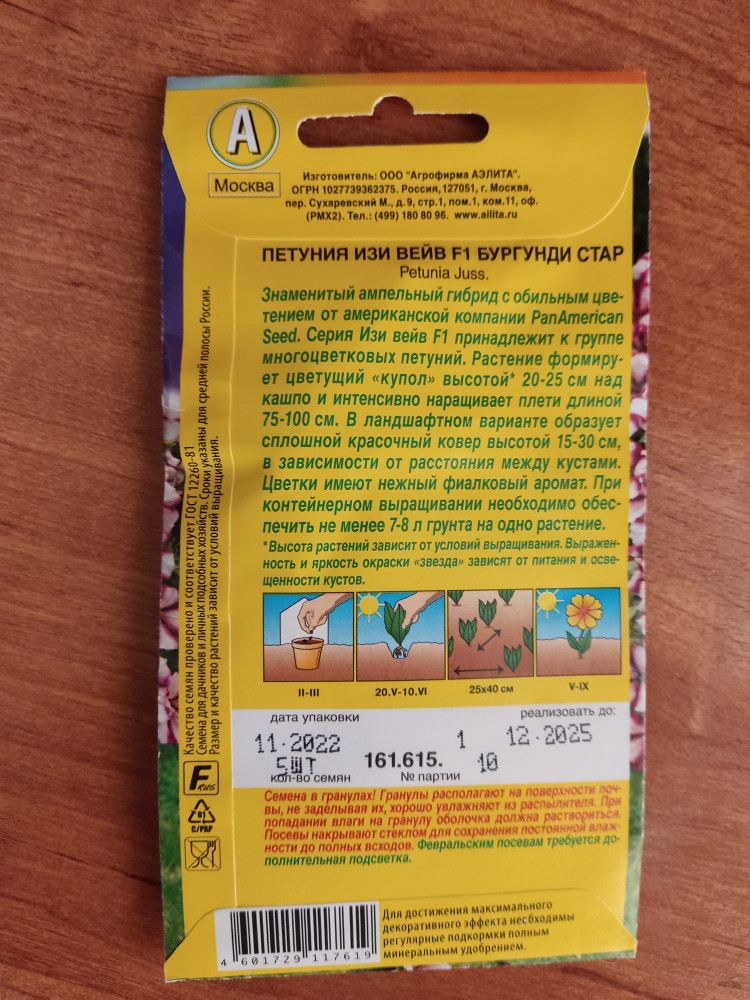 А
Москва
Изготовитель: ООО "Агрофирма АЭЛИТА".
ОГРН 1027739362375. Россия,127051, г. Москва,
пер. Сухаревский М., д.9, стр.1, пом.1, ком.11, оф.
(РМХ2). Тел.: (499) 180 80 96. www.ailita.ru
ПЕТУНИЯ ИЗИ ВЕЙВ F1 БУРГУНДИ СТАР
Petunia Juss.
Знаменитый ампельный гибрид с обильным цве-
тением от американской компании PanAmerican
Seed. Серия Изи вейв F1 принадлежит к группе
многоцветковых петуний. Растение формиру-
ет цветущий «купол» высотой* 20-25 см над
кашпо и интенсивно наращивает плети длиной
75-100 см. В ландшафтном варианте образует
сплошной красочный ковер высотой 15-30 см,
в зависимости от расстояния между кустами.
Цветки имеют нежный фиалковый аромат. При
контейнерном выращивании необходимо обес-
печить не менее 7-8 л грунта на одно растение.
*Высота растений зависит от условий выращивания. Выражен-
ность и яркость окраски «звезда» зависят от питания и осве-
щенности кустов.
II-III
20.V-10.VI
25х40 см
V-IX
дата упаковки
реализовать до:
11·2022
161.615.
1
12·2025
5ШТ
10
кол-во семян
№ партии
Семена в гранулах! Гранулы располагают на поверхности поч-
вы, не заделывая их, хорошо увлажняют из распылителя. При
попадании влаги на гранулу оболочка должна раствориться.
Посевы накрывают стеклом для сохранения постоянной влаж-
ности до полных всходов. Февральским посевам требуется до-
полнительная подсветка.
Для достижения максимального
декоративного эффекта необходимы
регулярные подкормки полным
минеральным удобрением.
4 601729 117619
Качество семян проверено и соответствует ГОСТ 12260-81
Семена для дачников и личных подсобных хозяйств. Сроки указаны для средней полосы России.
Размер и качество растений зависит от условий выращивания.
F
RUS
81
C/PAP